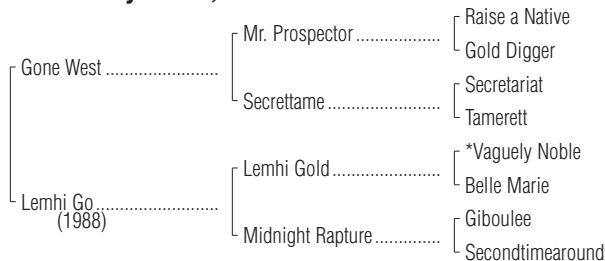 Raise a Native
Mr. Prospector ..................
Gold Digger
Gone West ........................
Secretariat
Secrettame ........................
Tamerett
*Vaguely Noble
Lemhi Gold.......................
Belle Marie
Lemhi Go..........................
(1988)
Giboulee
Midnight Rapture ..............
Secondtimearound